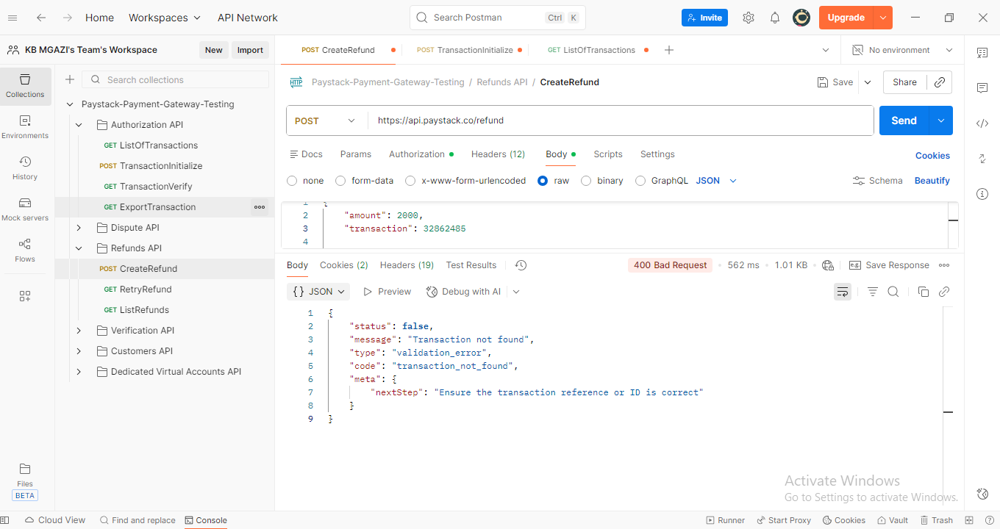 Home Workspaces API Network Search Postman Ctrl K Invite Upgrade
KB MGAZI's Team's Workspace New Import
POST CreateRefund POST TransactionInitialize GET ListOfTransactions No environment
Collections
Environments
History
Mock servers
Flows
Files
BETA
Search collections
Paystack-Payment-Gateway-Testing
Authorization API
GET ListOfTransactions
POST TransactionInitialize
GET TransactionVerify
GET ExportTransaction
Dispute API
Refunds API
POST CreateRefund
GET RetryRefund
GET ListRefunds
Verification API
Customers API
Dedicated Virtual Accounts API
HTTP Paystack-Payment-Gateway-Testing / Refunds API / CreateRefund Save Share
POST https://api.paystack.co/refund Send
Docs Params Authorization Headers (12) Body Scripts Settings Cookies
none form-data x-www-form-urlencoded raw binary GraphQL JSON Schema Beautify
1 {
2 "amount": 2000,
3 "transaction": 32862485
4
Body Cookies (2) Headers (19) Test Results 400 Bad Request 562 ms 1.01 KB e.g. Save Response
{} JSON Preview Debug with AI
1 {
2 "status": false,
3 "message": "Transaction not found",
4 "type": "validation_error",
5 "code": "transaction_not_found",
6 "meta": {
7 "nextStep": "Ensure the transaction reference or ID is correct"
8 }
9 }
Activate Windows
Go to Settings to activate Windows.
Cloud View Find and replace Console Runner Start Proxy Cookies Vault Trash